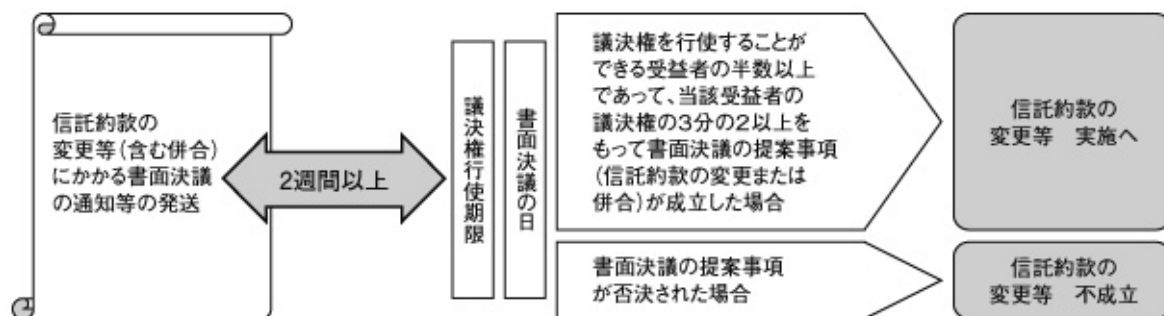 信託約款の
変更等(含む併合)
にかかる書面決議
の通知等の発送
2週間以上
議決権行使期限
書面決議の日
議決権を行使することが
できる受益者の半数以上
であって、当該受益者の
議決権の3分の2以上を
もって書面決議の提案事項
(信託約款の変更または
併合)が成立した場合
信託約款の
変更等 実施へ
書面決議の提案事項
が否決された場合
信託約款の
変更等 不成立